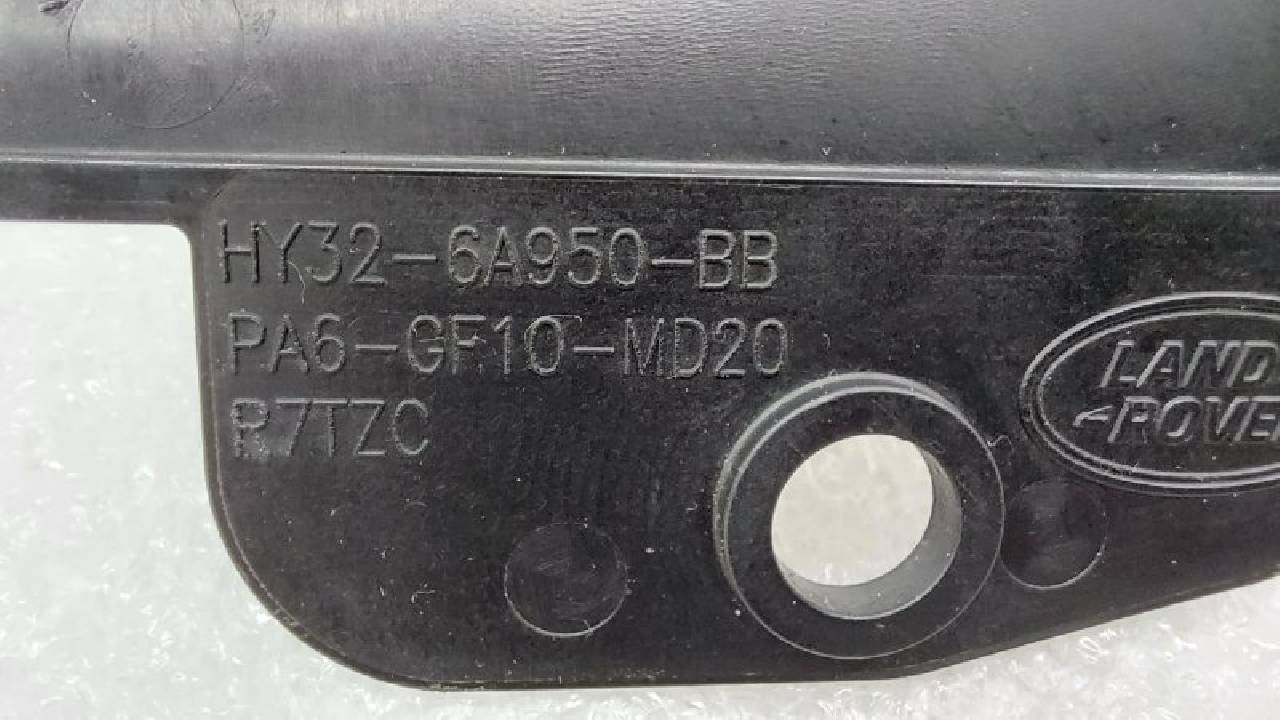 HY32-6A950-BB
PA6-GF10-MD20
R7TZC
LAND
ROVER